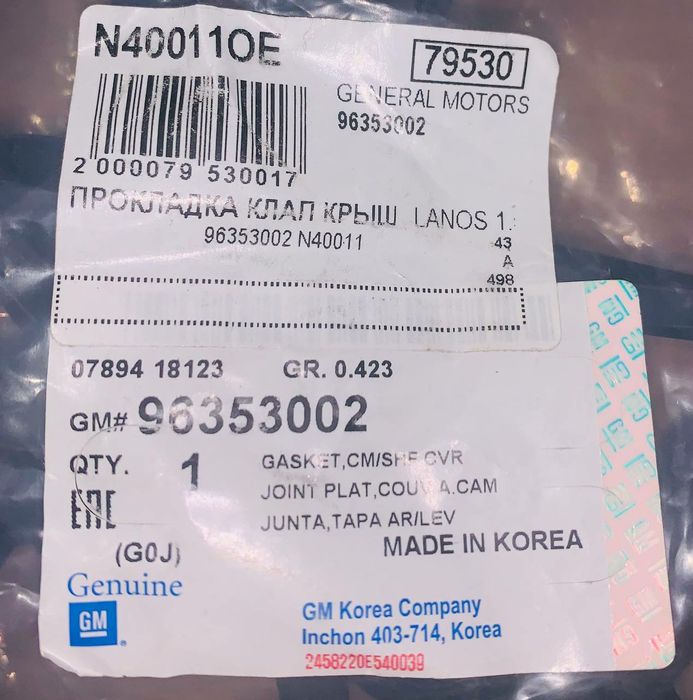 N40011OE
79530
GENERAL MOTORS
96353002
2 000079 530017
ПРОКЛАДКА КЛАП КРЫШ LANOS 1.
96353002 N40011
43
A
498
07894 18123 GR. 0.423
GM# 96353002
QTY. 1
GASKET,CM/SHF CVR
JOINT PLAT,COUV A.CAM
JUNTA,TAPA AR/LEV
EAC
(G0J)
MADE IN KOREA
Genuine
GM
GM Korea Company
Inchon 403-714, Korea
2458220E540039